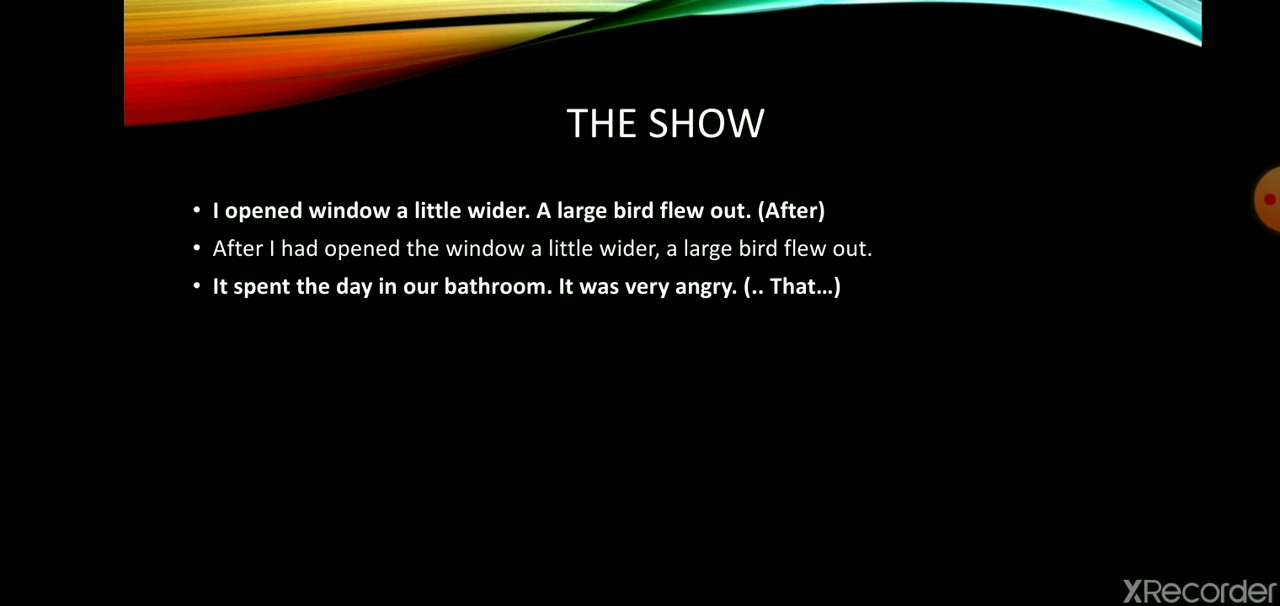 THE SHOW
• I opened window a little wider. A large bird flew out. (After)
• After I had opened the window a little wider, a large bird flew out.
• It spent the day in our bathroom. It was very angry. (.. That…)
XRecorder